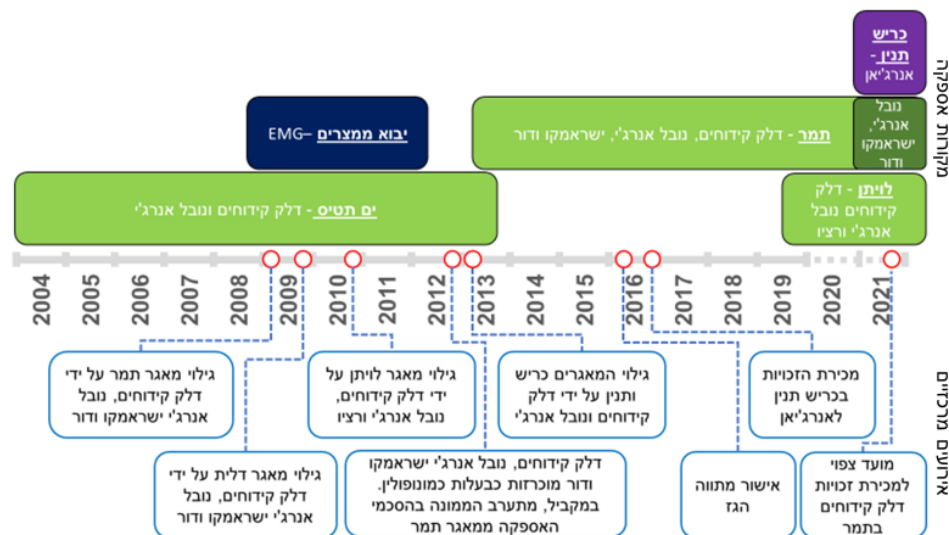 כריש
תנין -
אנרג'יאן
נובל
אנרג'י,
ישראמקו
ודור
תמר - דלק קידוחים, נובל אנרג'י, ישראמקו ודור
יבוא ממצרים –EMG
לויתן - דלק
קידוחים נובל
אנרג'י ורציו
ים תטיס - דלק קידוחים ונובל אנרג'י
מקורות אספקה
2004 2005 2006 2007 2008 2009 2010 2011 2012 2013 2014 2015 2016 2017 2018 2019 2020 2021
גילוי מאגר תמר על ידי
דלק קידוחים, נובל
אנרג'י ישראמקו ודור
גילוי מאגר לויתן על
ידי דלק קידוחים,
נובל אנרג'י ורציו
גילוי המאגרים כריש
ותנין על ידי דלק
קידוחים ונובל אנרג'י
מכירת הזכויות
בכריש תנין
לאנרג'יאן
גילוי מאגר דלית על ידי
דלק קידוחים, נובל
אנרג'י ישראמקו ודור
דלק קידוחים, נובל אנרג'י ישראמקו
ודור מוכרזות כבעלות כמונופולין.
במקביל, מתערב הממונה בהסכמי
האספקה ממאגר תמר
אישור מתווה
הגז
מועד צפוי
למכירת זכויות
דלק קידוחים
בתמר
אירועים מרכזיים